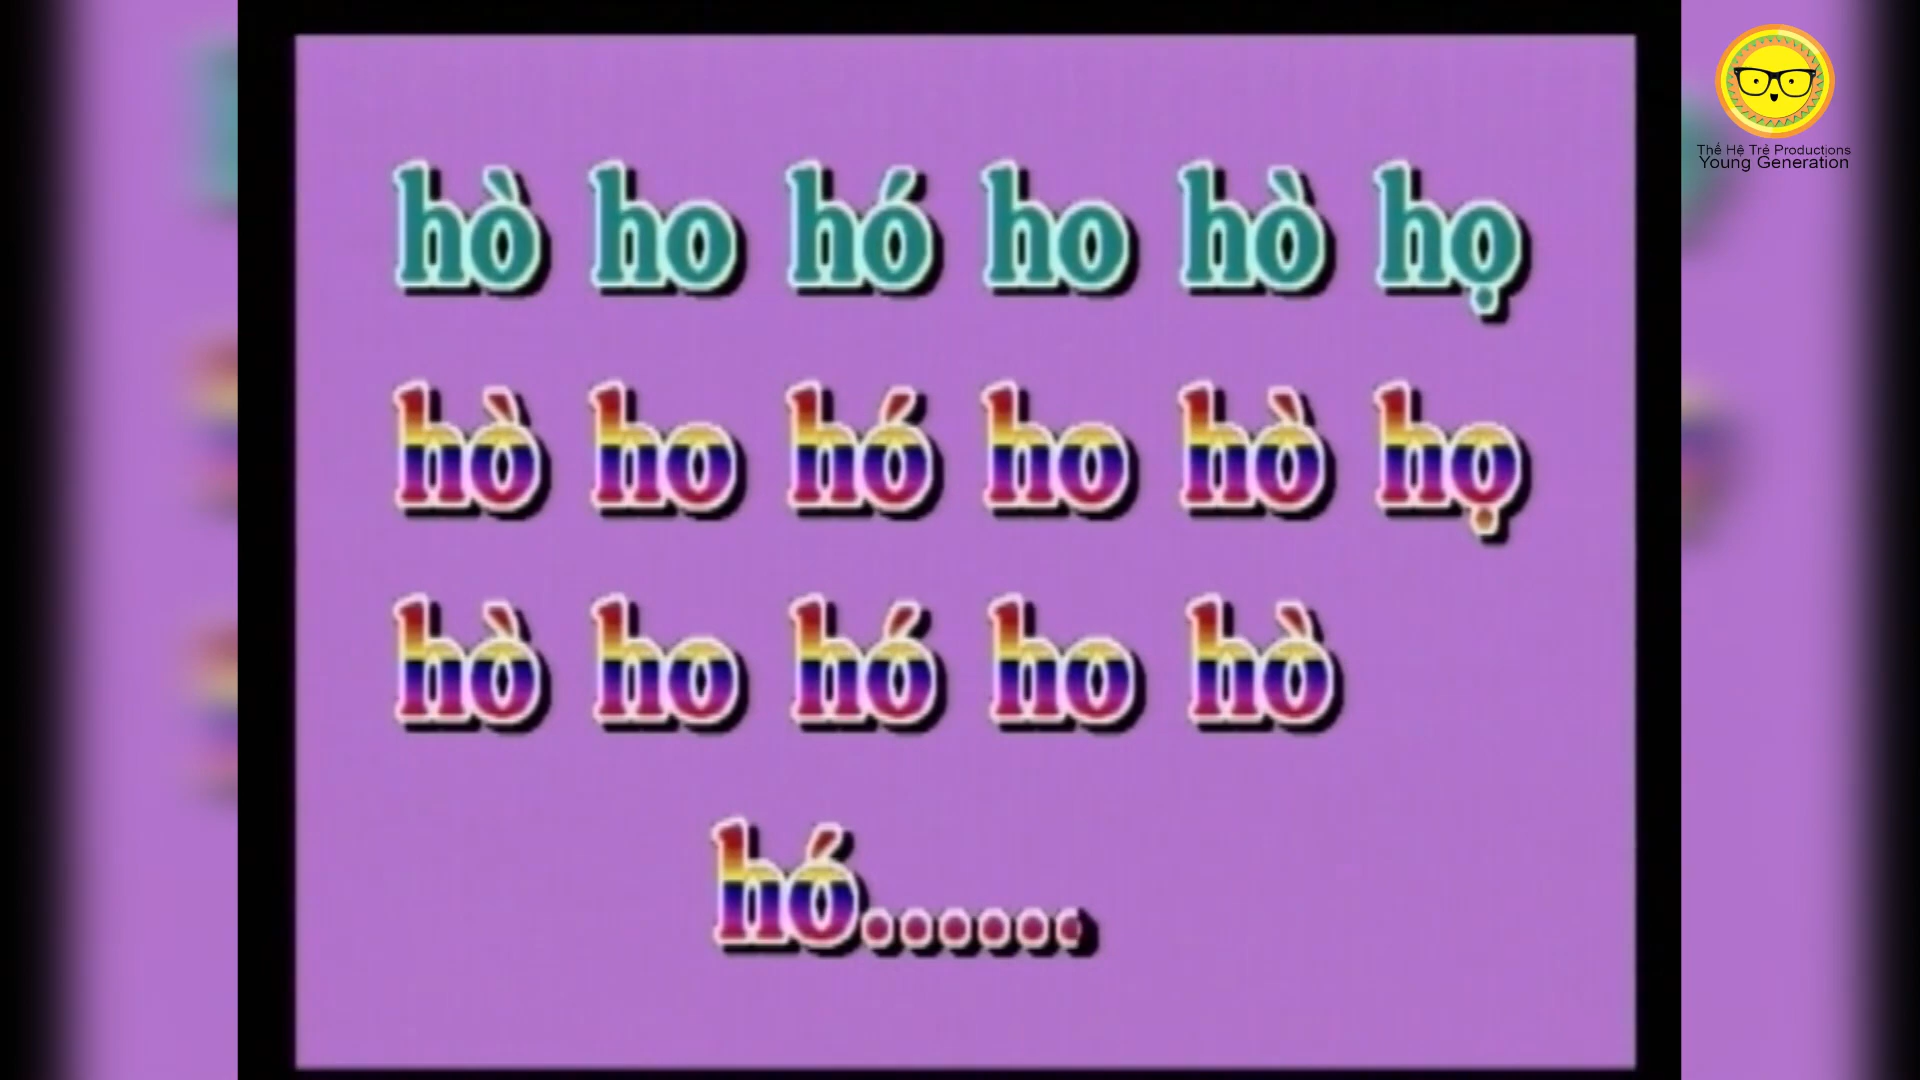 hò ho hó ho hò họ
hò ho hó ho hò họ
hò ho hó ho hò
hó......
Thế Hệ Trẻ Productions
Young Generation